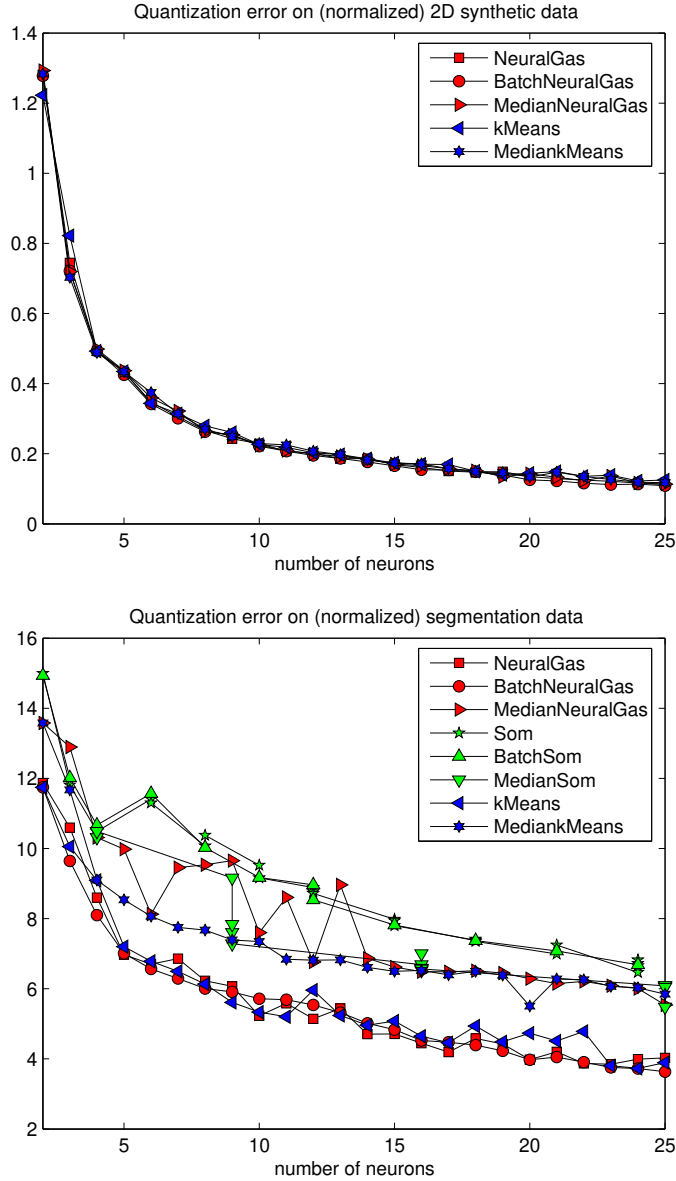 Quantization error on (normalized) 2D synthetic data
1.4
1.2
1
0.8
0.6
0.4
0.2
0
NeuralGas
BatchNeuralGas
MedianNeuralGas
kMeans
MediankMeans
5 10 15 20 25
number of neurons
Quantization error on (normalized) segmentation data
16
14
12
10
8
6
4
2
NeuralGas
BatchNeuralGas
MedianNeuralGas
Som
BatchSom
MedianSom
kMeans
MediankMeans
5 10 15 20 25
number of neurons